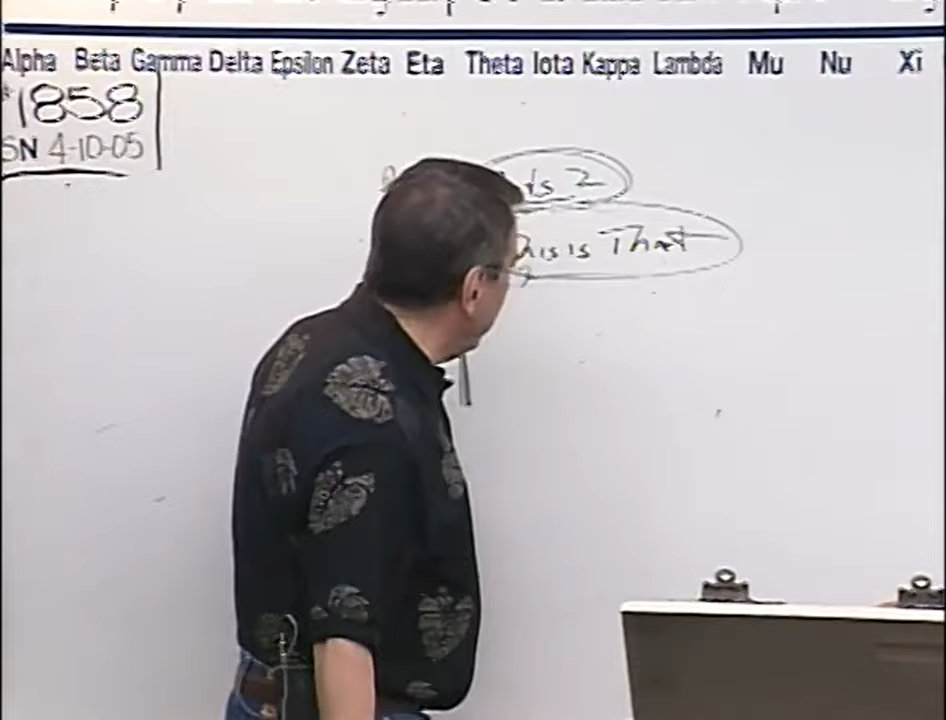 Alpha Beta Gamma Delta Epsilon Zeta Eta Theta Iota Kappa Lambda Mu Nu Xi
*1858
SN 4-10-05
2
is is That